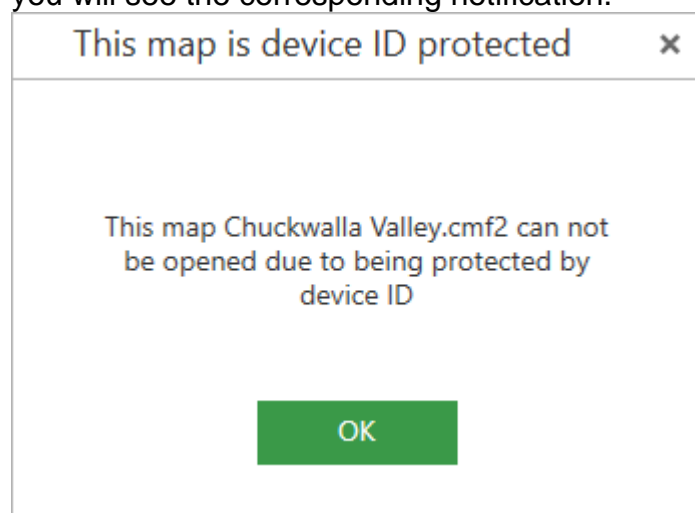 you will see the corresponding notification.
This map is device ID protected ×
This map Chuckwalla Valley.cmf2 can not
be opened due to being protected by
device ID
OK